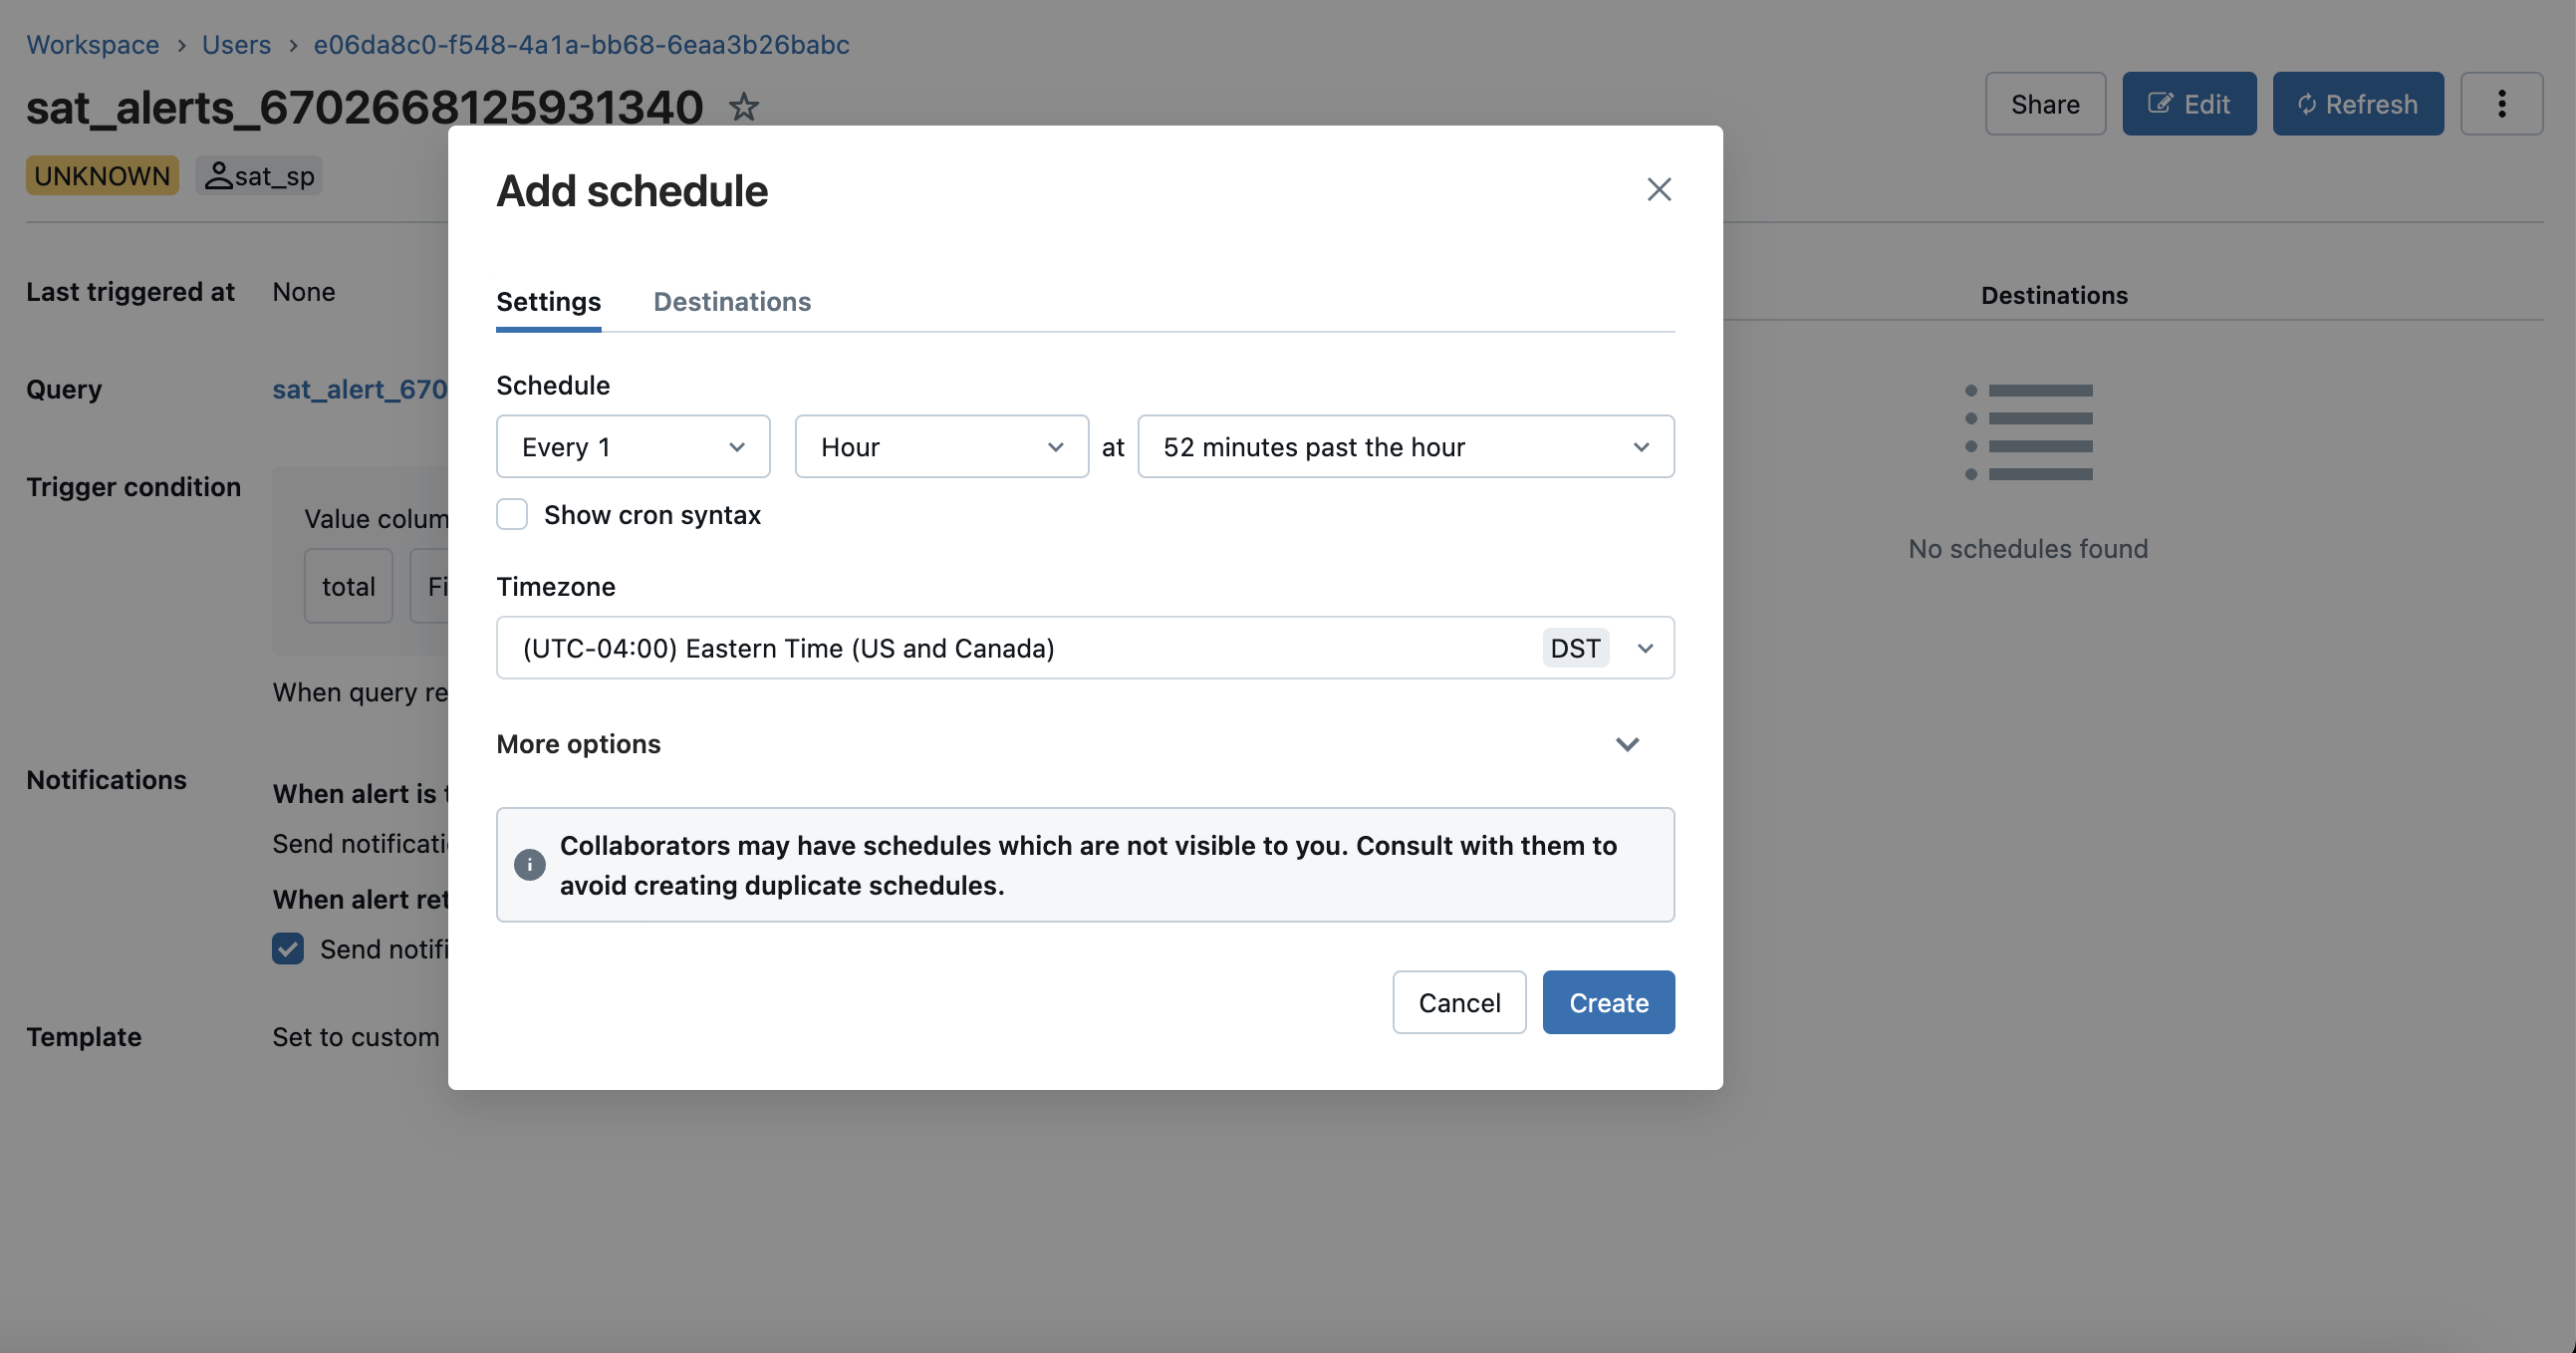 Workspace > Users > e06da8c0-f548-4a1a-bb68-6eaa3b26babc
sat_alerts_6702668125931340
Share
Edit
Refresh
UNKNOWN
sat_sp
Last triggered at
None
Query
sat_alert_670
Trigger condition
Value colum
total
Fi
When query re
Notifications
When alert is t
Send notificati
When alert ret
Send notifi
Template
Set to custom
Add schedule
Settings
Destinations
Schedule
Every 1
Hour
at
52 minutes past the hour
Show cron syntax
Timezone
(UTC-04:00) Eastern Time (US and Canada)
DST
More options
Collaborators may have schedules which are not visible to you. Consult with them to
avoid creating duplicate schedules.
Cancel
Create
Destinations
No schedules found